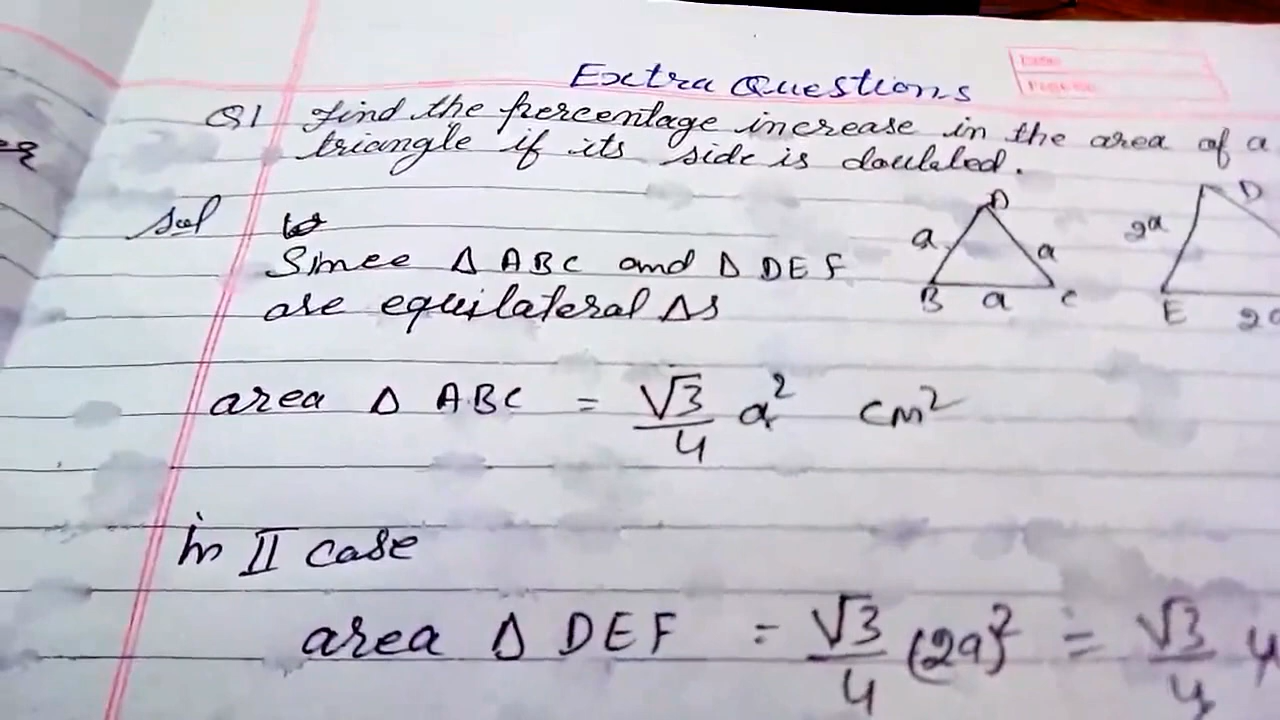 Extra Questions
Q1 Find the percentage increase in the area of a
triangle if its side is doubled.
Sol
Since Δ ABC and Δ DEF
are equilateral Δs
A
a a
B a C
D
2a
E
area Δ ABC = √3/4 a² cm²
in II case
area Δ DEF = √3/4 (2a)² = √3/4 4